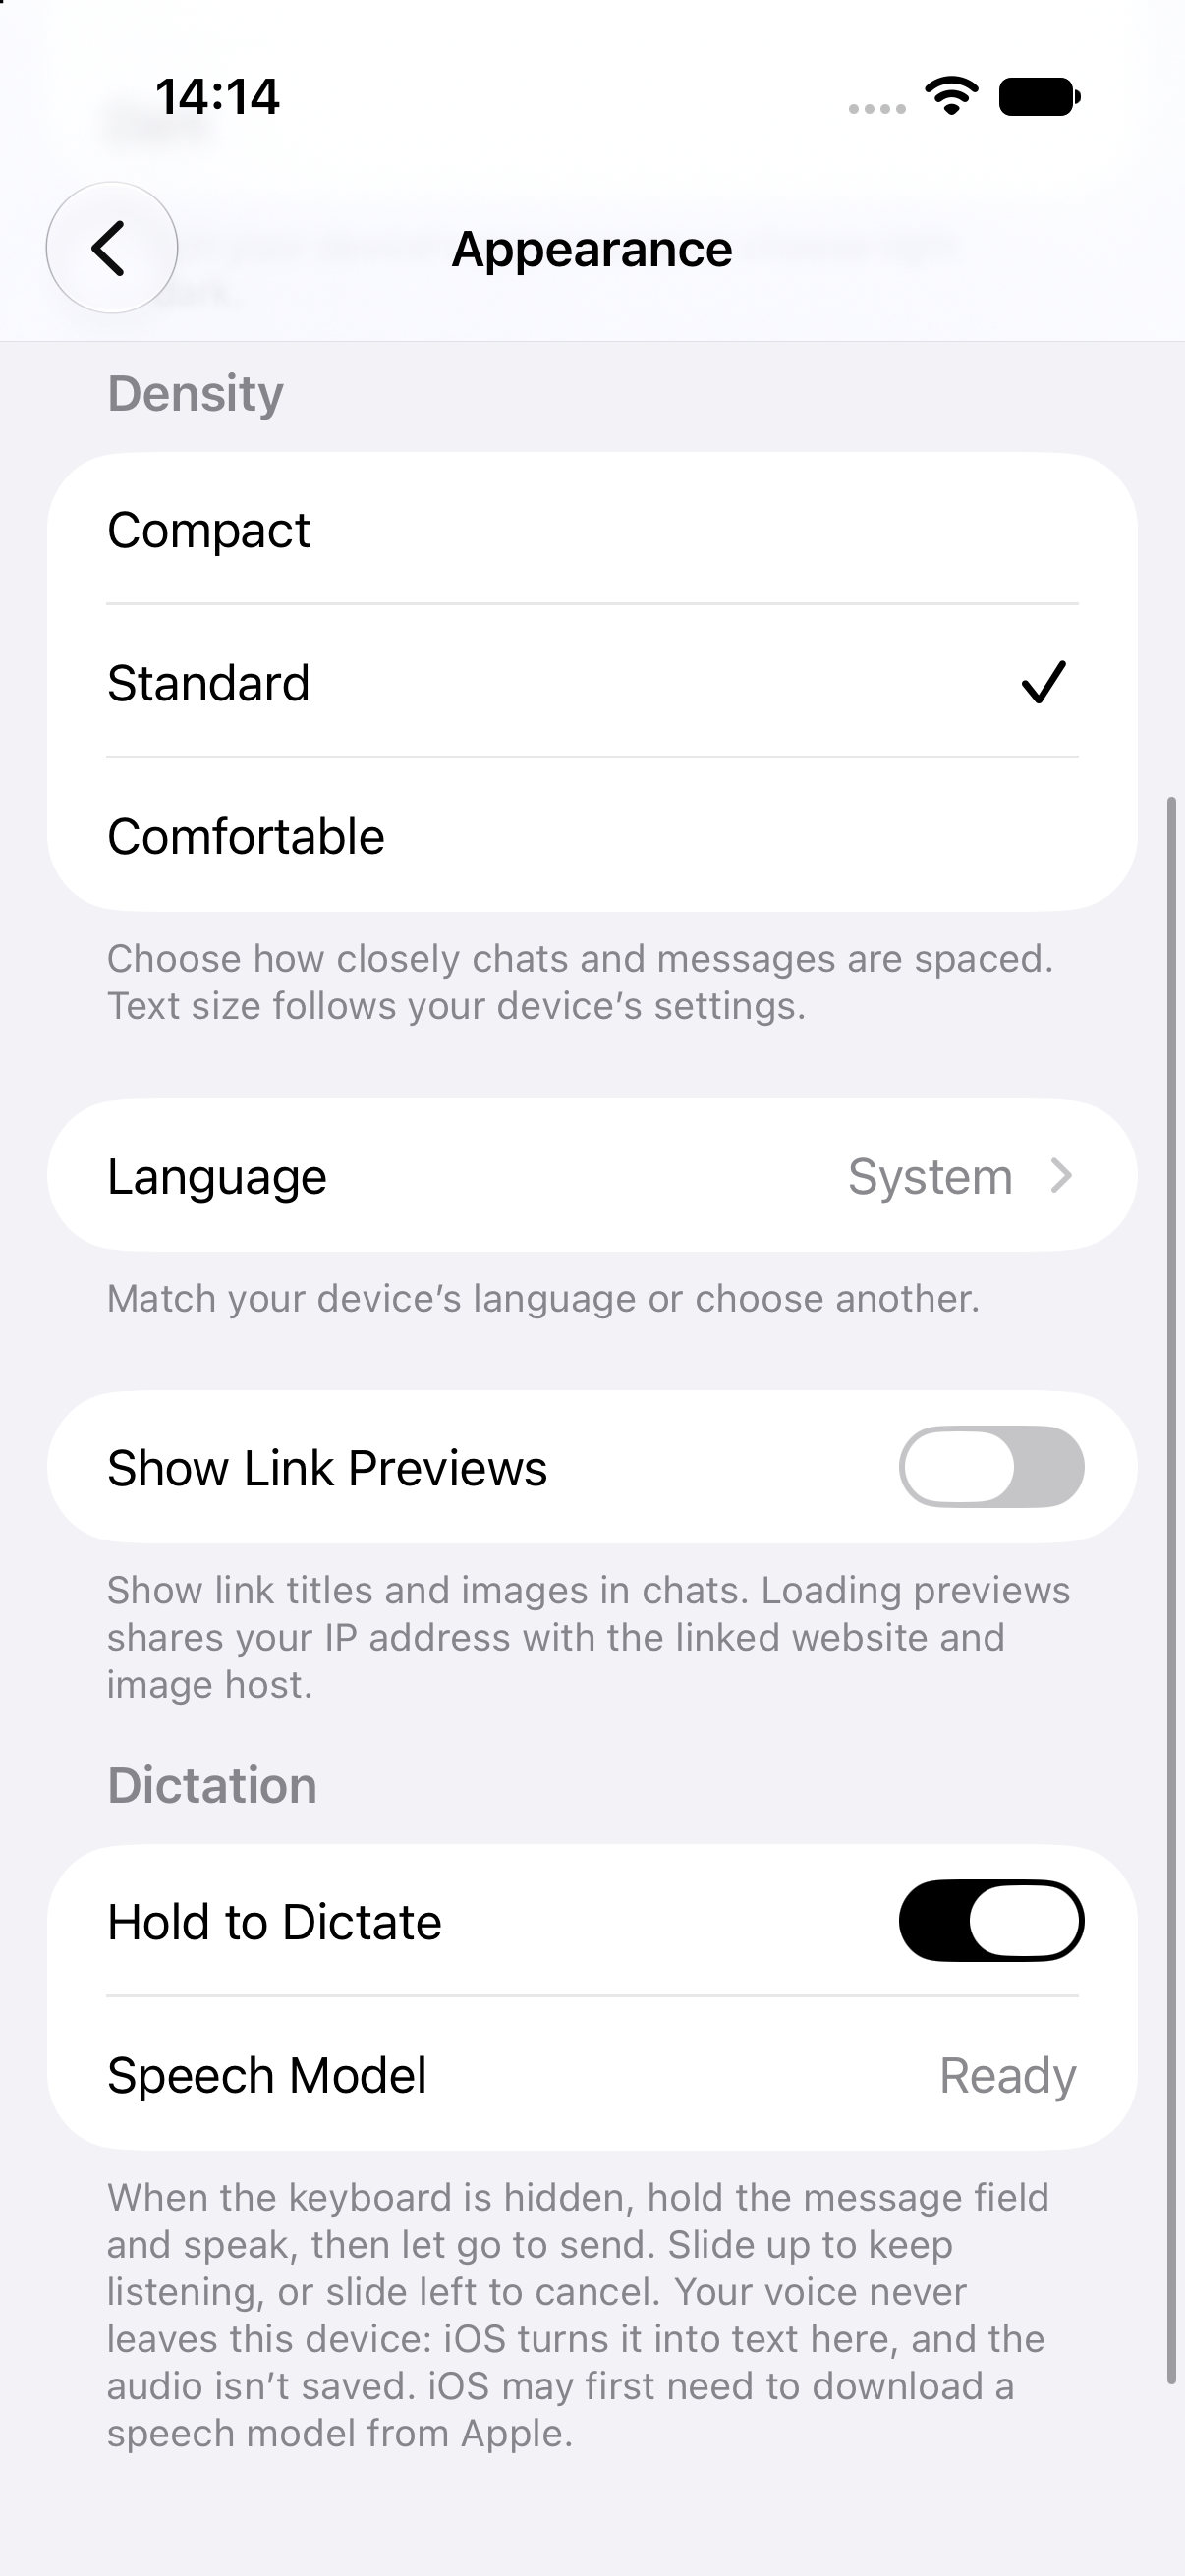 14:14
Appearance
dark.
Density
Compact
Standard
Comfortable
Choose how closely chats and messages are spaced.
Text size follows your device’s settings.
Language System
Match your device’s language or choose another.
Show Link Previews
Show link titles and images in chats. Loading previews
shares your IP address with the linked website and
image host.
Dictation
Hold to Dictate
Speech Model Ready
When the keyboard is hidden, hold the message field
and speak, then let go to send. Slide up to keep
listening, or slide left to cancel. Your voice never
leaves this device: iOS turns it into text here, and the
audio isn’t saved. iOS may first need to download a
speech model from Apple.